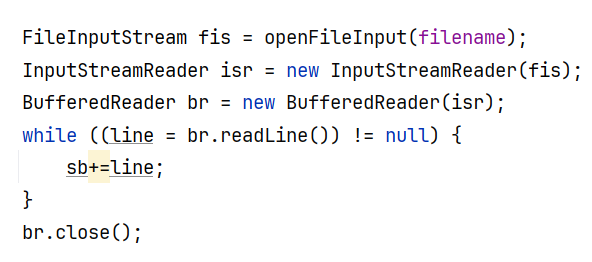 FileInputStream fis = openFileInput(filename);
InputStreamReader isr = new InputStreamReader(fis);
BufferedReader br = new BufferedReader(isr);
while ((line = br.readLine()) != null) {
    sb+=line;
}
br.close();